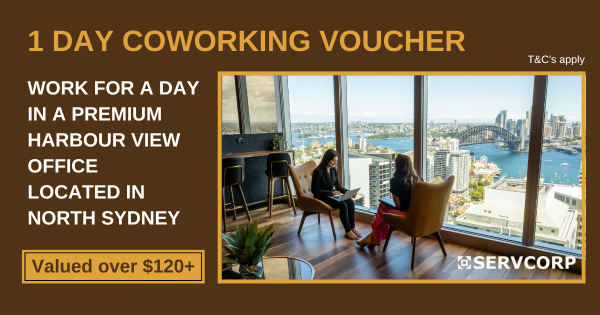 1 DAY COWORKING VOUCHER
T&C's apply
WORK FOR A DAY
IN A PREMIUM
HARBOUR VIEW
OFFICE
LOCATED IN
NORTH SYDNEY
Valued over $120+
SERVCORP